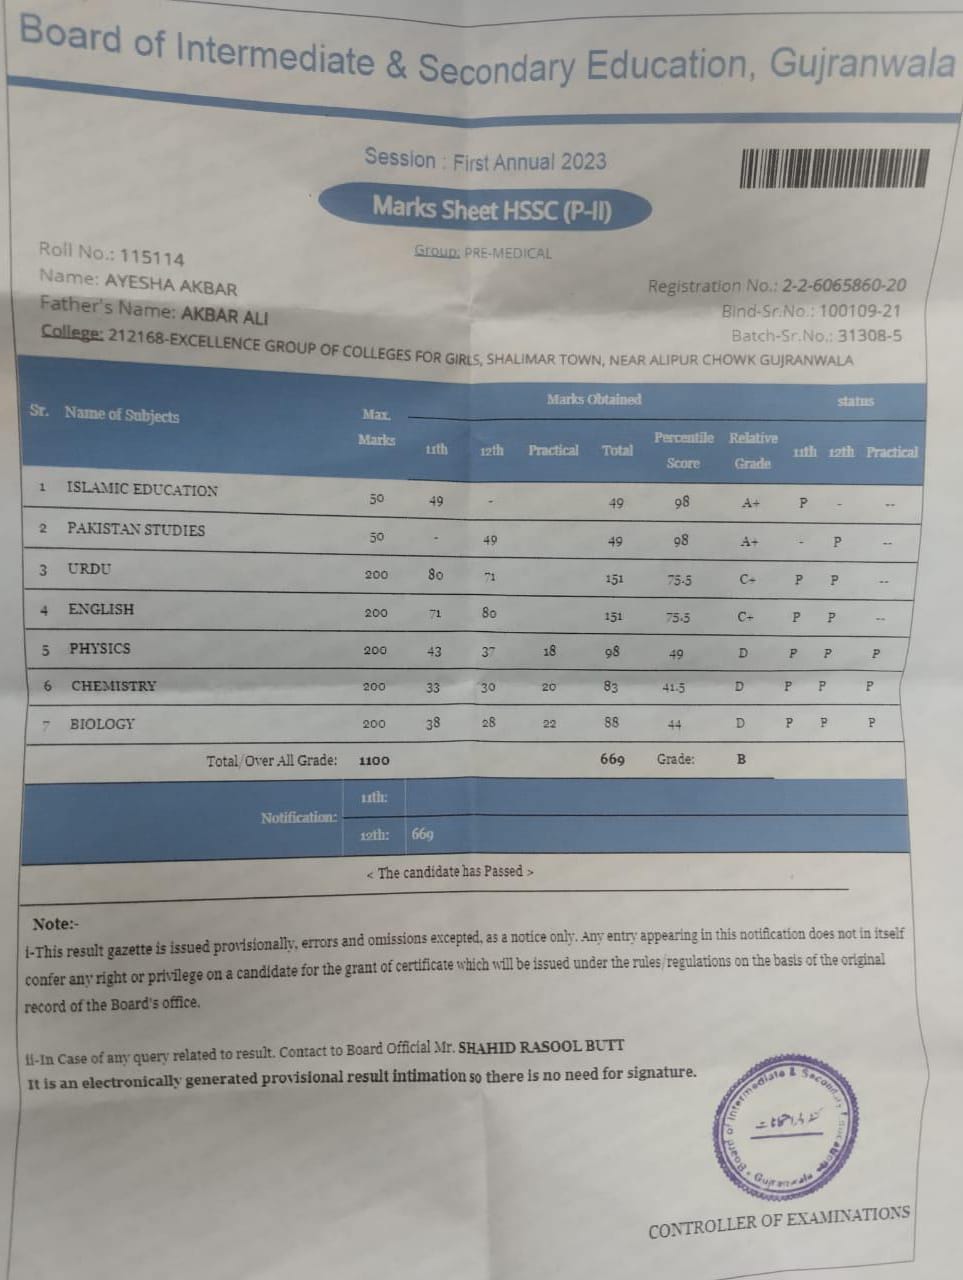 Board of Intermediate & Secondary Education, Gujranwala
Session : First Annual 2023
Marks Sheet HSSC (P-II)
Group: PRE-MEDICAL
Roll No.: 115114
Name: AYESHA AKBAR
Father's Name: AKBAR ALI
Registration No.: 2-2-6065860-20
Bind-Sr.No.: 100109-21
Batch-Sr.No.: 31308-5
College: 212168-EXCELLENCE GROUP OF COLLEGES FOR GIRLS, SHALIMAR TOWN, NEAR ALIPUR CHOWK GUJRANWALA
Sr. Name of Subjects Max. Marks Marks Obtained status
11th 12th Practical Total Percentile Score Relative Grade 11th 12th Practical
1 ISLAMIC EDUCATION 50 49 - 49 98 A+ P - --
2 PAKISTAN STUDIES 50 - 49 49 98 A+ - P --
3 URDU 200 80 71 151 75.5 C+ P P --
4 ENGLISH 200 71 80 151 75.5 C+ P P --
5 PHYSICS 200 43 37 18 98 49 D P P P
6 CHEMISTRY 200 33 30 20 83 41.5 D P P P
7 BIOLOGY 200 38 28 22 88 44 D P P P
Total/Over All Grade: 1100 669 Grade: B
Notification:
11th:
12th: 669
< The candidate has Passed >
Note:-
i-This result gazette is issued provisionally, errors and omissions excepted, as a notice only. Any entry appearing in this notification does not in itself
confer any right or privilege on a candidate for the grant of certificate which will be issued under the rules/regulations on the basis of the original
record of the Board's office.
ii-In Case of any query related to result. Contact to Board Official Mr. SHAHID RASOOL BUTT
It is an electronically generated provisional result intimation so there is no need for signature.
Board of Intermediate & Secondary Education
Gujranwala
CONTROLLER OF EXAMINATIONS